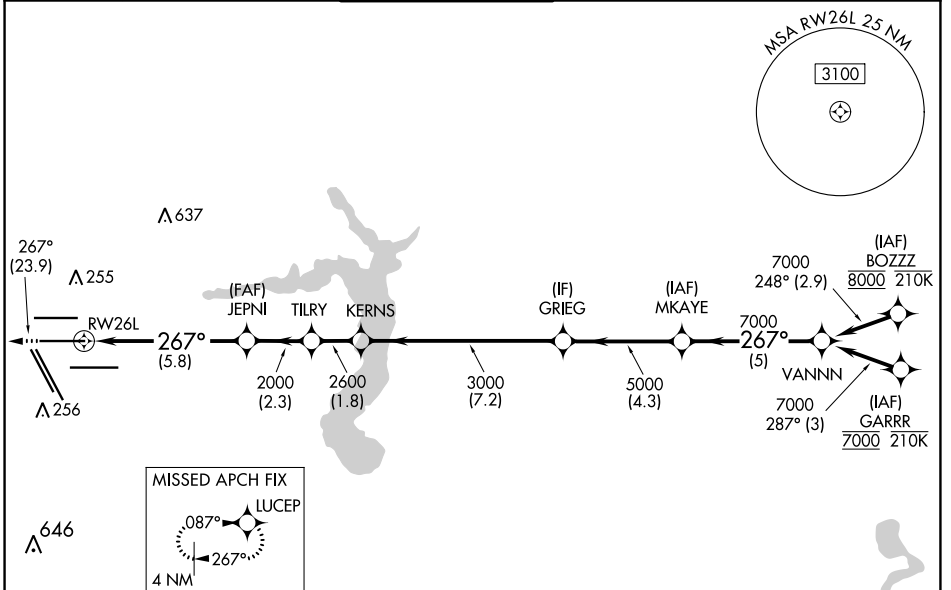 MSA RW26L 25 NM
3100
637
267°
(23.9)
255
RW26L
267°
(5.8)
(FAF)
JEPNI
TILRY
KERNS
2000
(2.3)
2600
(1.8)
3000
(7.2)
(IF)
GRIEG
5000
(4.3)
(IAF)
MKAYE
7000
267°
(5)
VANNN
7000
248° (2.9)
(IAF)
BOZZZ
8000 210K
7000
287° (3)
(IAF)
GARRR
7000 210K
256
646
MISSED APCH FIX
LUCEP
087°
267°
4 NM